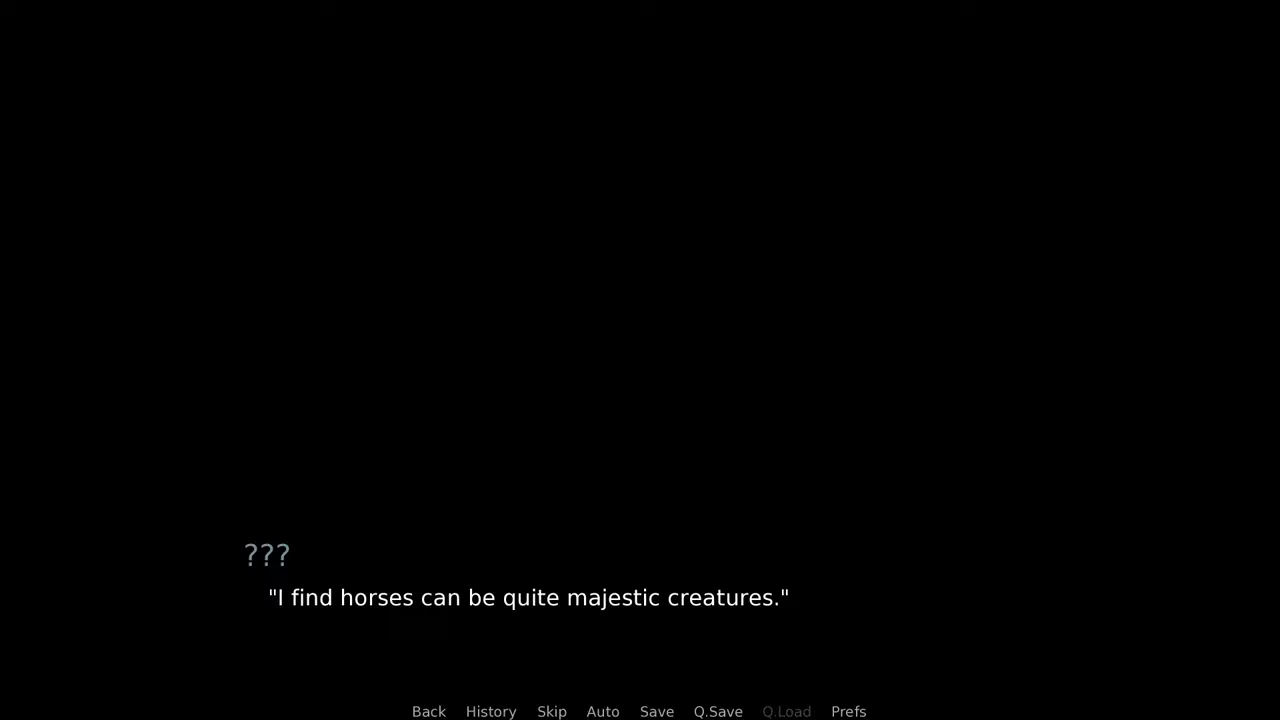 ???
"I find horses can be quite majestic creatures."
Back History Skip Auto Save Q.Save Q.Load Prefs